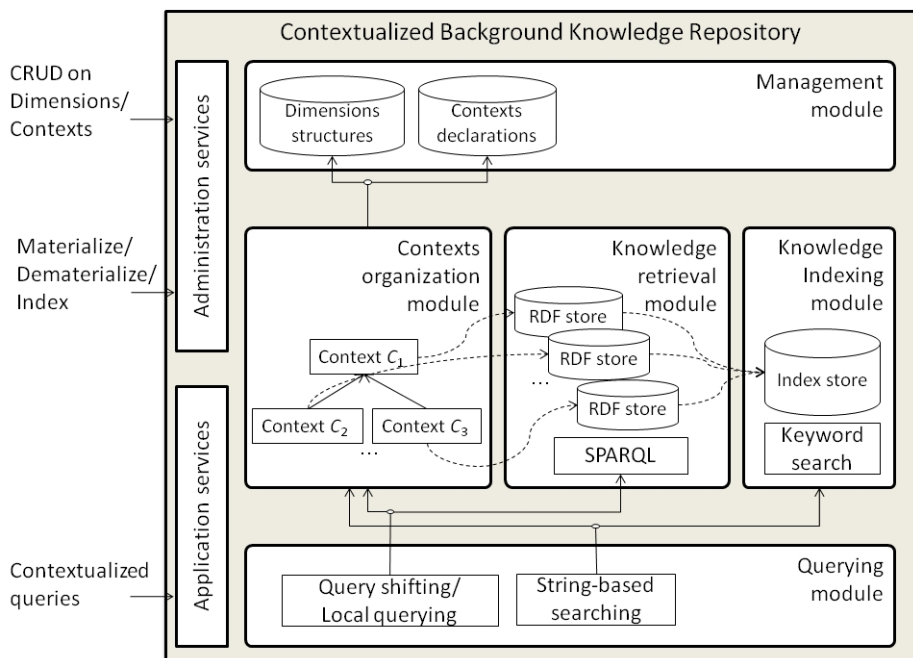 Contextualized Background Knowledge Repository
CRUD on
Dimensions/
Contexts
Materialize/
Dematerialize/
Index
Contextualized
queries
Administration services
Application services
Management
module
Dimensions
structures
Contexts
declarations
Contexts
organization
module
Context C1
Context C2
Context C3
...
Knowledge
retrieval
module
RDF store
RDF store
...
RDF store
SPARQL
Knowledge
Indexing
module
Index store
Keyword
search
Querying
module
Query shifting/
Local querying
String-based
searching